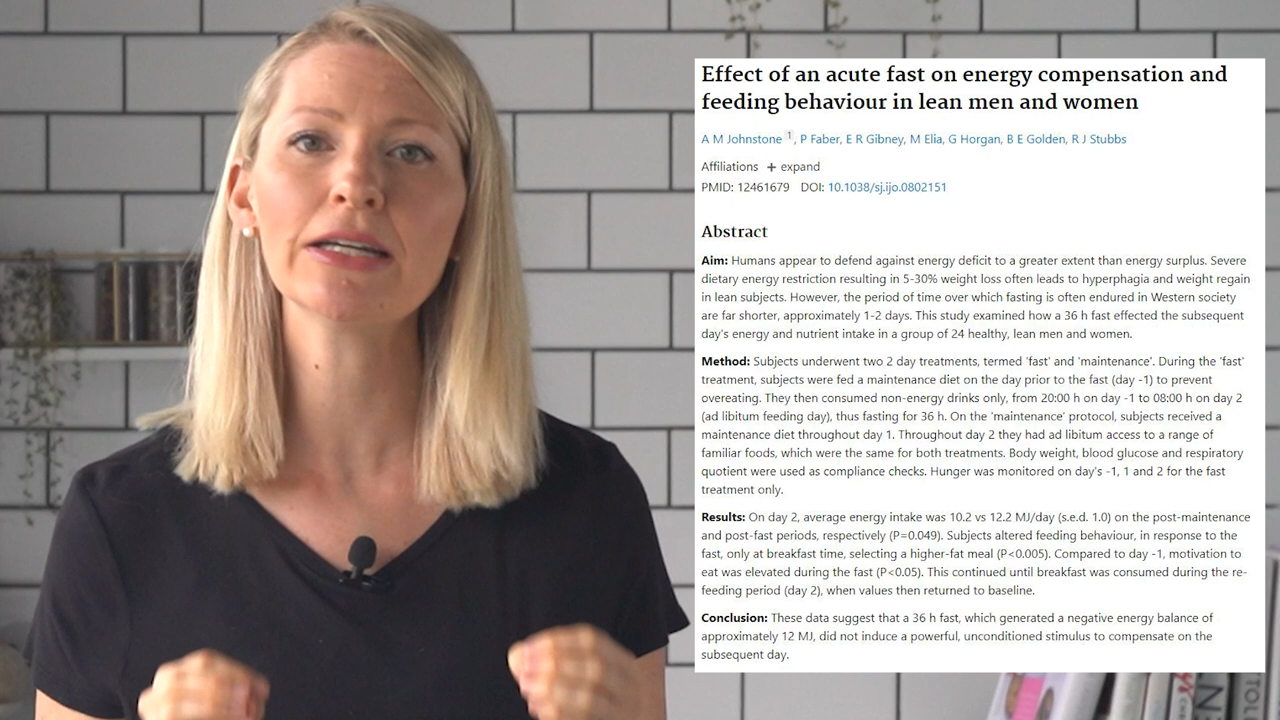 Effect of an acute fast on energy compensation and
feeding behaviour in lean men and women
A M Johnstone 1, P Faber, E R Gibney, M Elia, G Horgan, B E Golden, R J Stubbs
Affiliations + expand
PMID: 12461679 DOI: 10.1038/sj.ijo.0802151
Abstract
Aim: Humans appear to defend against energy deficit to a greater extent than energy surplus. Severe
dietary energy restriction resulting in 5-30% weight loss often leads to hyperphagia and weight regain
in lean subjects. However, the period of time over which fasting is often endured in Western society
are far shorter, approximately 1-2 days. This study examined how a 36 h fast effected the subsequent
day's energy and nutrient intake in a group of 24 healthy, lean men and women.
Method: Subjects underwent two 2 day treatments, termed 'fast' and 'maintenance'. During the 'fast'
treatment, subjects were fed a maintenance diet on the day prior to the fast (day -1) to prevent
overeating. They then consumed non-energy drinks only, from 20:00 h on day -1 to 08:00 h on day 2
(ad libitum feeding day), thus fasting for 36 h. On the 'maintenance' protocol, subjects received a
maintenance diet throughout day 1. Throughout day 2 they had ad libitum access to a range of
familiar foods, which were the same for both treatments. Body weight, blood glucose and respiratory
quotient were used as compliance checks. Hunger was monitored on day's -1, 1 and 2 for the fast
treatment only.
Results: On day 2, average energy intake was 10.2 vs 12.2 MJ/day (s.e.d. 1.0) on the post-maintenance
and post-fast periods, respectively (P=0.049). Subjects altered feeding behaviour, in response to the
fast, only at breakfast time, selecting a higher-fat meal (P<0.005). Compared to day -1, motivation to
eat was elevated during the fast (P<0.05). This continued until breakfast was consumed during the re-
feeding period (day 2), when values then returned to baseline.
Conclusion: These data suggest that a 36 h fast, which generated a negative energy balance of
approximately 12 MJ, did not induce a powerful, unconditioned stimulus to compensate on the
subsequent day.